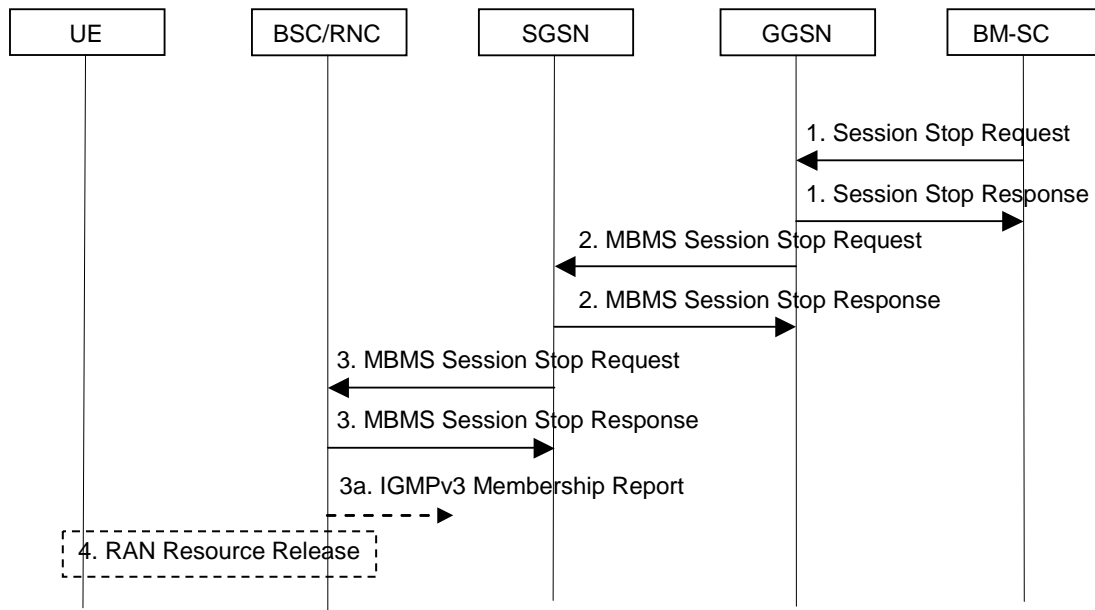 UE
BSC/RNC
SGSN
GGSN
BM-SC
1. Session Stop Request
1. Session Stop Response
2. MBMS Session Stop Request
2. MBMS Session Stop Response
3. MBMS Session Stop Request
3. MBMS Session Stop Response
3a. IGMPv3 Membership Report
4. RAN Resource Release